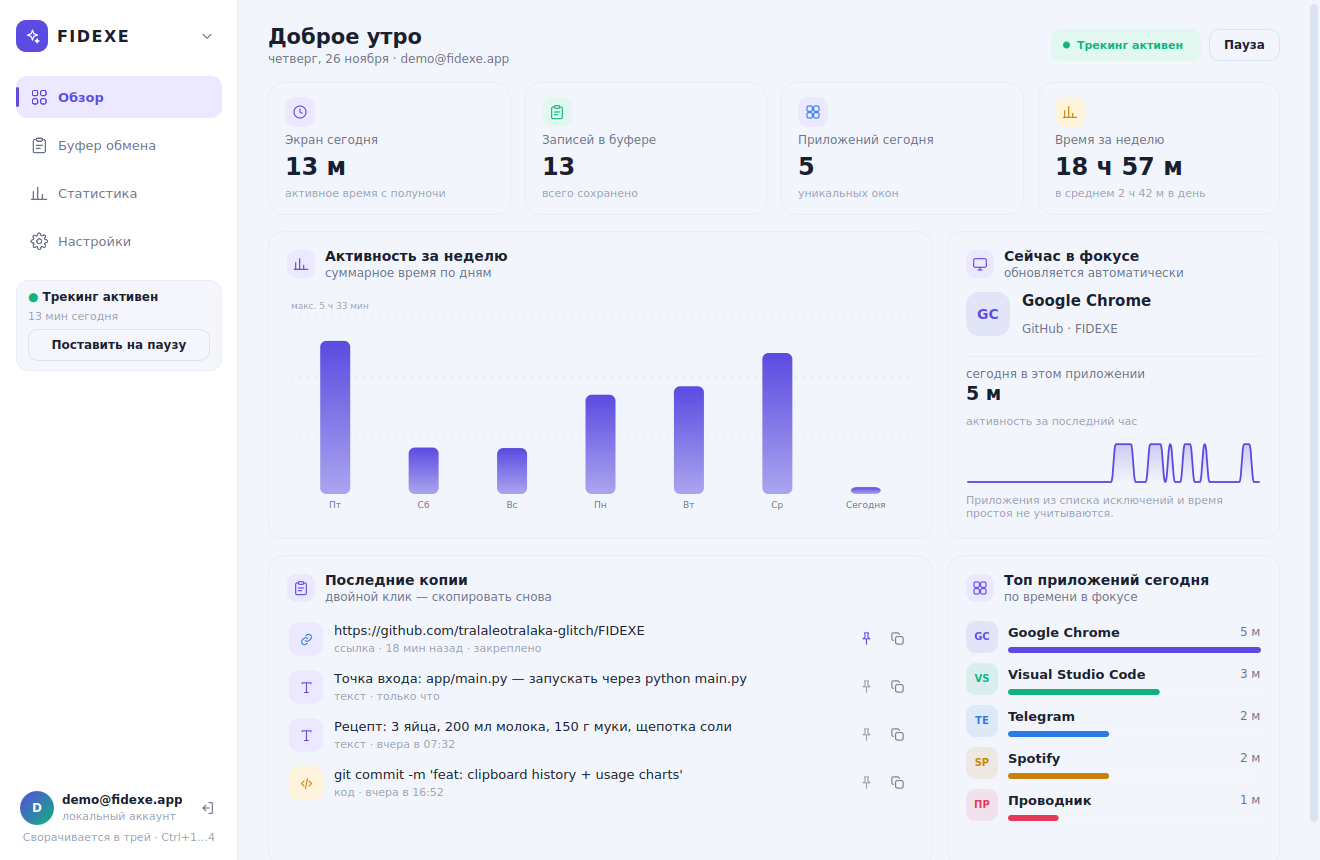 FIDEXE
Обзор
Буфер обмена
Статистика
Настройки
Трекинг активен
13 мин сегодня
Поставить на паузу
D
demo@fidexe.app
локальный аккаунт
Сворачивается в трей · Ctrl+1...4
Доброе утро
четверг, 26 ноября · demo@fidexe.app
Трекинг активен
Пауза
Экран сегодня
13 м
активное время с полуночи
Записей в буфере
13
всего сохранено
Приложений сегодня
5
уникальных окон
Время за неделю
18 ч 57 м
в среднем 2 ч 42 м в день
Активность за неделю
суммарное время по дням
макс. 5 ч 33 мин
Пт
Сб
Вс
Пн
Вт
Ср
Сегодня
Сейчас в фокусе
обновляется автоматически
GC
Google Chrome
GitHub · FIDEXE
сегодня в этом приложении
5 м
активность за последний час
Приложения из списка исключений и время
простоя не учитываются.
Последние копии
двойной клик — скопировать снова
https://github.com/tralaleotralaka-glitch/FIDEXE
ссылка · 18 мин назад · закреплено
Точка входа: app/main.py — запускать через python main.py
текст · только что
Рецепт: 3 яйца, 200 мл молока, 150 г муки, щепотка соли
текст · вчера в 07:32
git commit -m 'feat: clipboard history + usage charts'
код · вчера в 16:52
Топ приложений сегодня
по времени в фокусе
GC
Google Chrome
5 м
VS
Visual Studio Code
3 м
TE
Telegram
2 м
SP
Spotify
2 м
ПР
Проводник
1 м